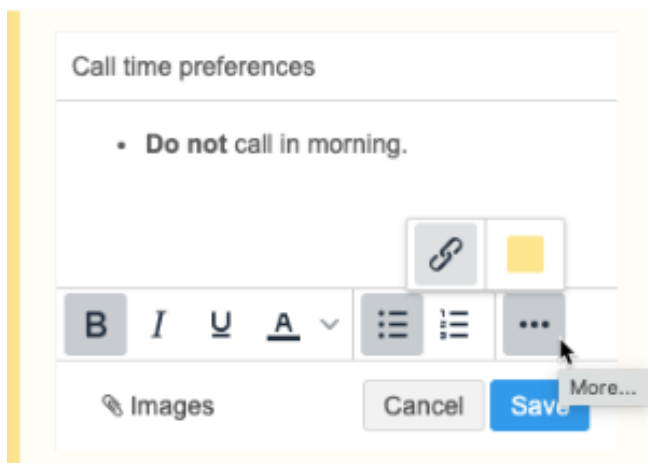 Call time preferences
• Do not call in morning.
B I U A
Images
Cancel
Save
More...